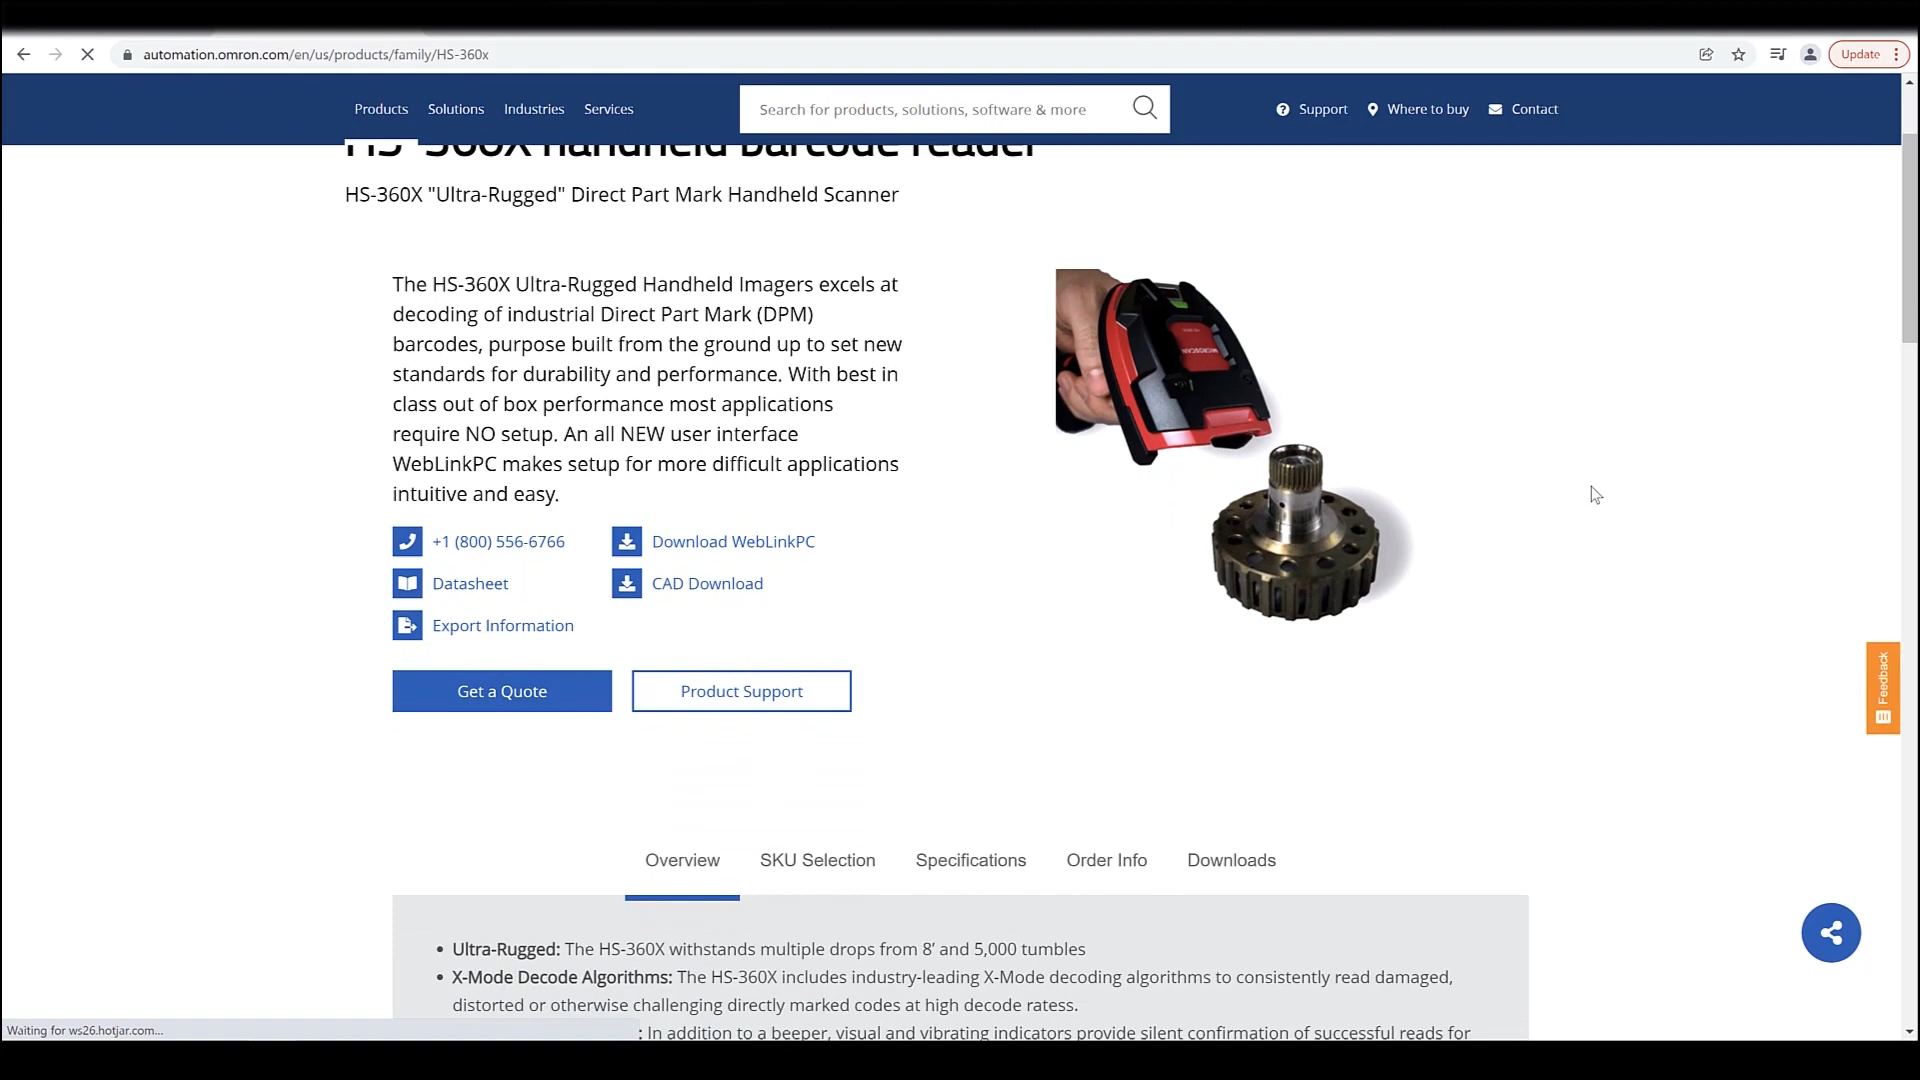 automation.omron.com/en/us/products/family/HS-360x
Update
Products Solutions Industries Services
Search for products, solutions, software & more
Support Where to buy Contact
HS-360X handheld barcode reader
HS-360X "Ultra-Rugged" Direct Part Mark Handheld Scanner
The HS-360X Ultra-Rugged Handheld Imagers excels at
decoding of industrial Direct Part Mark (DPM)
barcodes, purpose built from the ground up to set new
standards for durability and performance. With best in
class out of box performance most applications
require NO setup. An all NEW user interface
WebLinkPC makes setup for more difficult applications
intuitive and easy.
MICROSCAN
+1 (800) 556-6766 Download WebLinkPC
Datasheet CAD Download
Export Information
Get a Quote Product Support
Feedback
Overview SKU Selection Specifications Order Info Downloads
• Ultra-Rugged: The HS-360X withstands multiple drops from 8’ and 5,000 tumbles
• X-Mode Decode Algorithms: The HS-360X includes industry-leading X-Mode decoding algorithms to consistently read damaged,
distorted or otherwise challenging directly marked codes at high decode ratess.
: In addition to a beeper, visual and vibrating indicators provide silent confirmation of successful reads for
Waiting for ws26.hotjar.com...